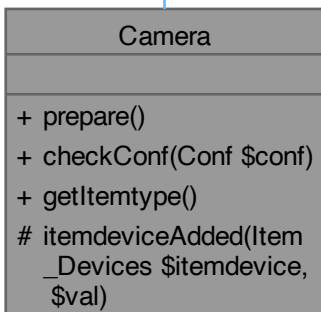 Camera
+ prepare()
+ checkConf(Conf $conf)
+ getItemtype()
# itemdeviceAdded(Item
_Devices $itemdevice,
$val)